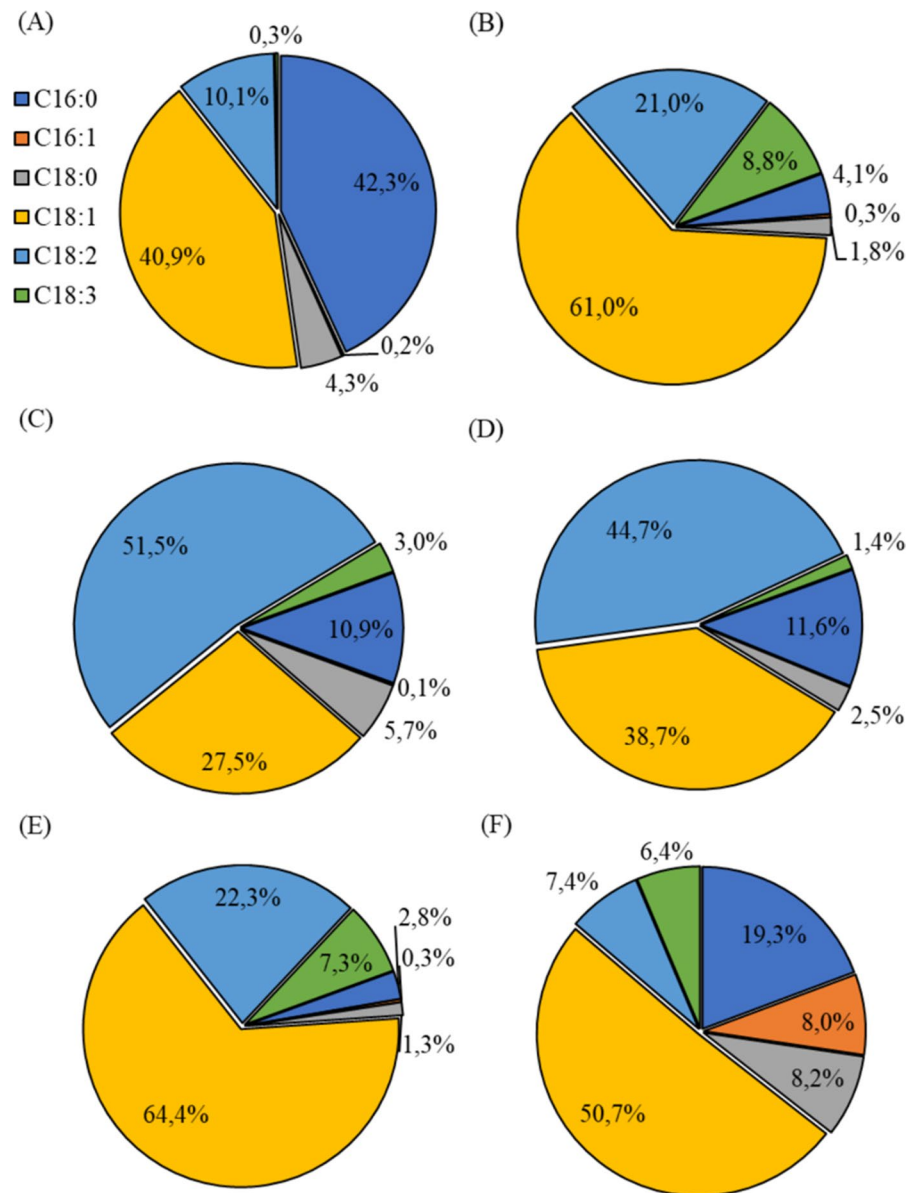 (A)
0,3%
10,1%
42,3%
40,9%
0,2%
4,3%
C16:0
C16:1
C18:0
C18:1
C18:2
C18:3
(B)
21,0%
8,8%
4,1%
0,3%
1,8%
61,0%
(C)
51,5%
3,0%
10,9%
0,1%
5,7%
27,5%
(D)
44,7%
1,4%
11,6%
2,5%
38,7%
(E)
22,3%
2,8%
0,3%
7,3%
1,3%
64,4%
(F)
6,4%
7,4%
19,3%
8,0%
8,2%
50,7%